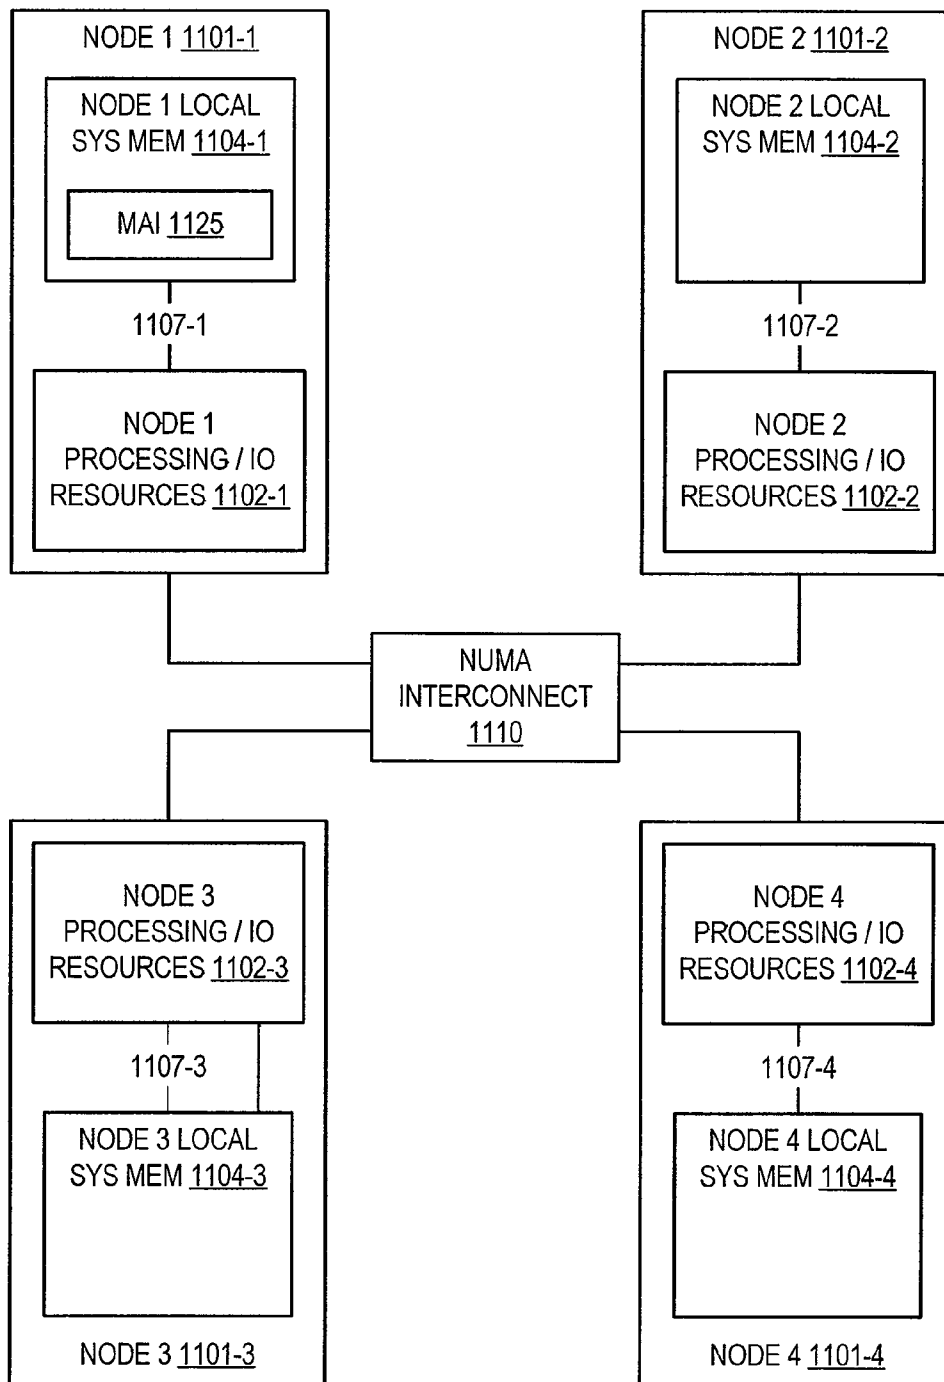 NODE 1 1101-1
NODE 1 LOCAL
SYS MEM 1104-1
MAI 1125
1107-1
NODE 1
PROCESSING / IO
RESOURCES 1102-1
NODE 2 1101-2
NODE 2 LOCAL
SYS MEM 1104-2
1107-2
NODE 2
PROCESSING / IO
RESOURCES 1102-2
NUMA
INTERCONNECT
1110
NODE 3
PROCESSING / IO
RESOURCES 1102-3
1107-3
NODE 3 LOCAL
SYS MEM 1104-3
NODE 3 1101-3
NODE 4
PROCESSING / IO
RESOURCES 1102-4
1107-4
NODE 4 LOCAL
SYS MEM 1104-4
NODE 4 1101-4